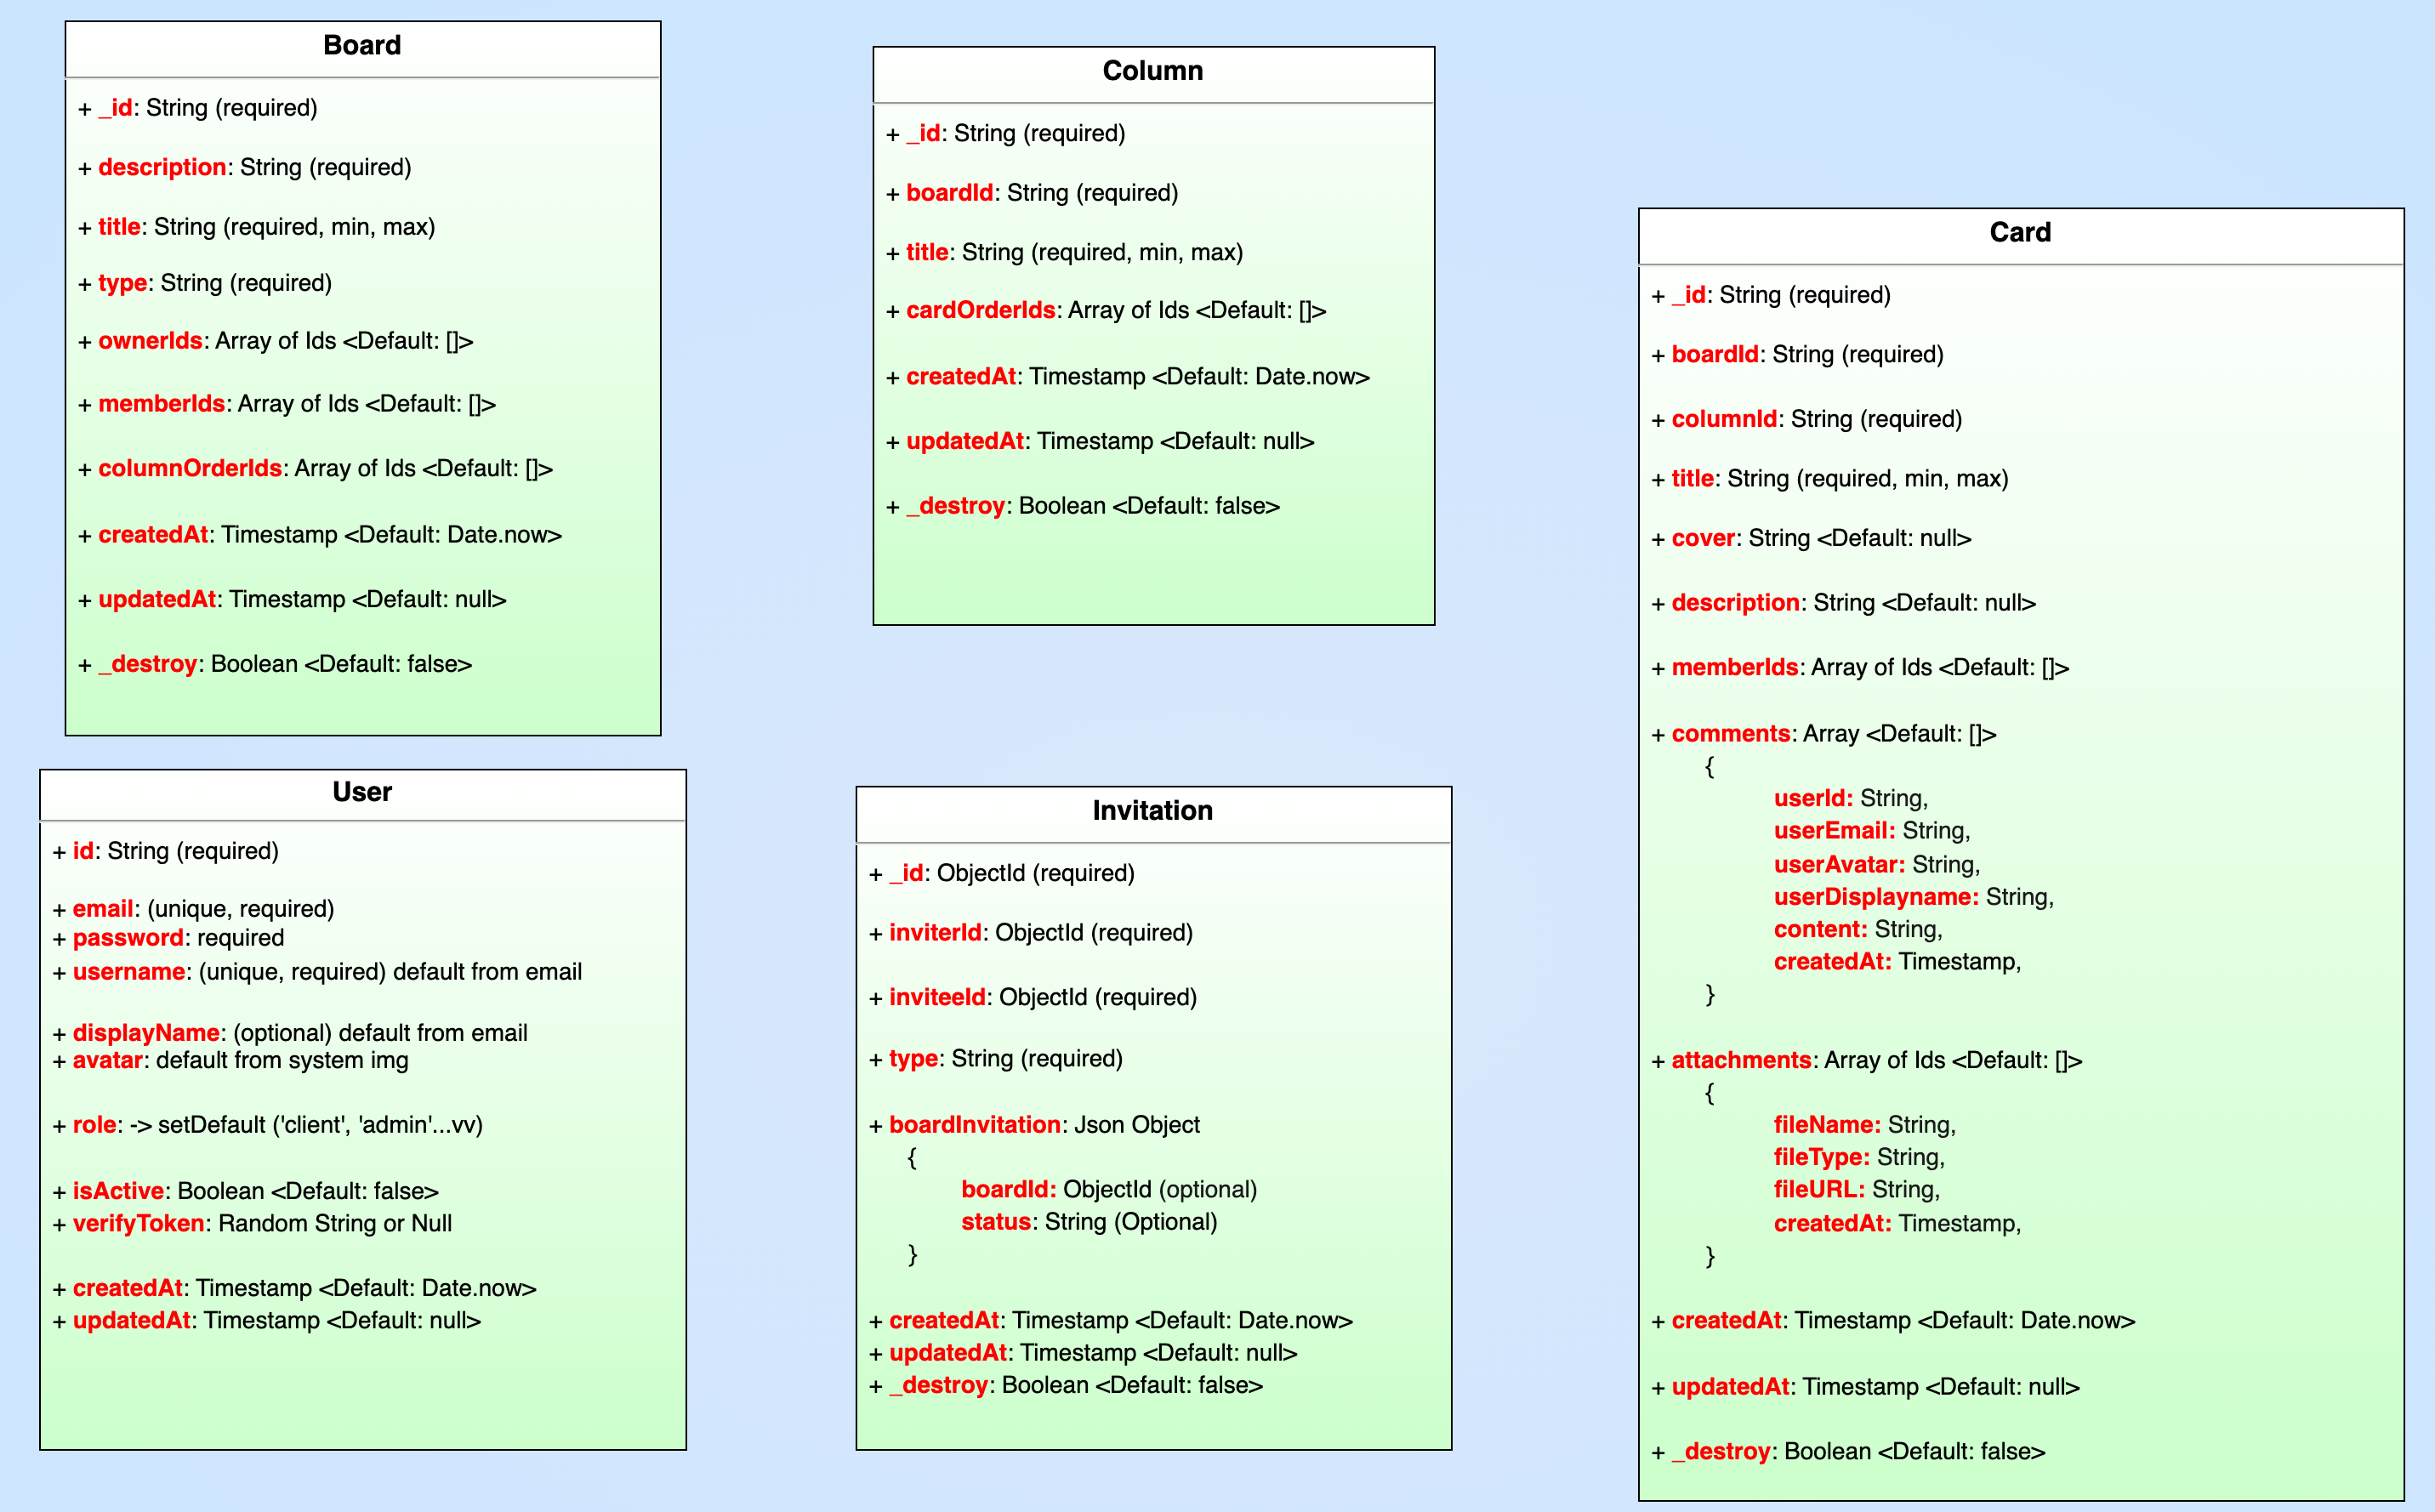 Board
+ _id: String (required)
+ description: String (required)
+ title: String (required, min, max)
+ type: String (required)
+ ownerIds: Array of Ids <Default: []>
+ memberIds: Array of Ids <Default: []>
+ columnOrderIds: Array of Ids <Default: []>
+ createdAt: Timestamp <Default: Date.now>
+ updatedAt: Timestamp <Default: null>
+ _destroy: Boolean <Default: false>
Column
+ _id: String (required)
+ boardId: String (required)
+ title: String (required, min, max)
+ cardOrderIds: Array of Ids <Default: []>
+ createdAt: Timestamp <Default: Date.now>
+ updatedAt: Timestamp <Default: null>
+ _destroy: Boolean <Default: false>
Card
+ _id: String (required)
+ boardId: String (required)
+ columnId: String (required)
+ title: String (required, min, max)
+ cover: String <Default: null>
+ description: String <Default: null>
+ memberIds: Array of Ids <Default: []>
+ comments: Array <Default: []>
{
userId: String,
userEmail: String,
userAvatar: String,
userDisplayname: String,
content: String,
createdAt: Timestamp,
}
+ attachments: Array of Ids <Default: []>
{
fileName: String,
fileType: String,
fileURL: String,
createdAt: Timestamp,
}
+ createdAt: Timestamp <Default: Date.now>
+ updatedAt: Timestamp <Default: null>
+ _destroy: Boolean <Default: false>
User
+ id: String (required)
+ email: (unique, required)
+ password: required
+ username: (unique, required) default from email
+ displayName: (optional) default from email
+ avatar: default from system img
+ role: -> setDefault ('client', 'admin'...vv)
+ isActive: Boolean <Default: false>
+ verifyToken: Random String or Null
+ createdAt: Timestamp <Default: Date.now>
+ updatedAt: Timestamp <Default: null>
Invitation
+ _id: ObjectId (required)
+ inviterId: ObjectId (required)
+ inviteeId: ObjectId (required)
+ type: String (required)
+ boardInvitation: Json Object
{
boardId: ObjectId (optional)
status: String (Optional)
}
+ createdAt: Timestamp <Default: Date.now>
+ updatedAt: Timestamp <Default: null>
+ _destroy: Boolean <Default: false>